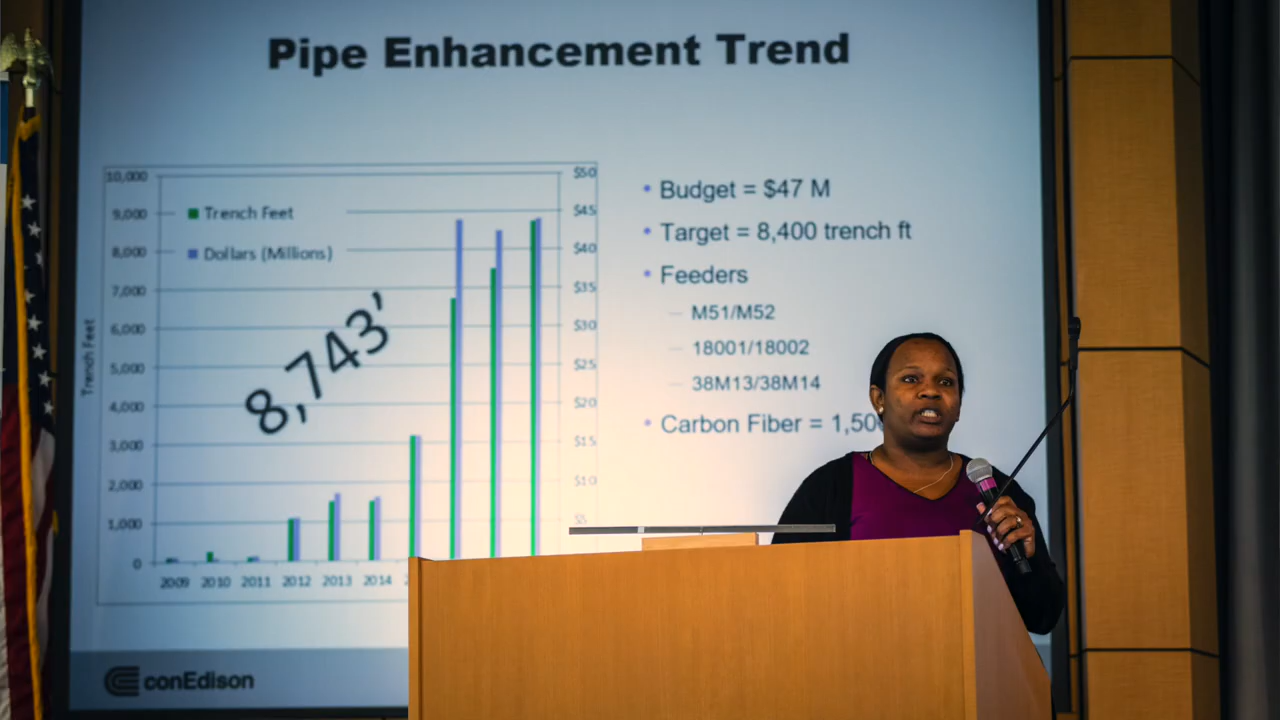 Pipe Enhancement Trend
10,000
9,000
8,000
7,000
6,000
5,000
4,000
3,000
2,000
1,000
0
Trench Feet
Trench Feet
Dollars (Millions)
8,743'
$50
$45
$40
$35
$30
$25
$20
$15
$10
$5
2009 2010 2011 2012 2013 2014
• Budget = $47 M
• Target = 8,400 trench ft
• Feeders
– M51/M52
– 18001/18002
– 38M13/38M14
• Carbon Fiber = 1,50
conEdison